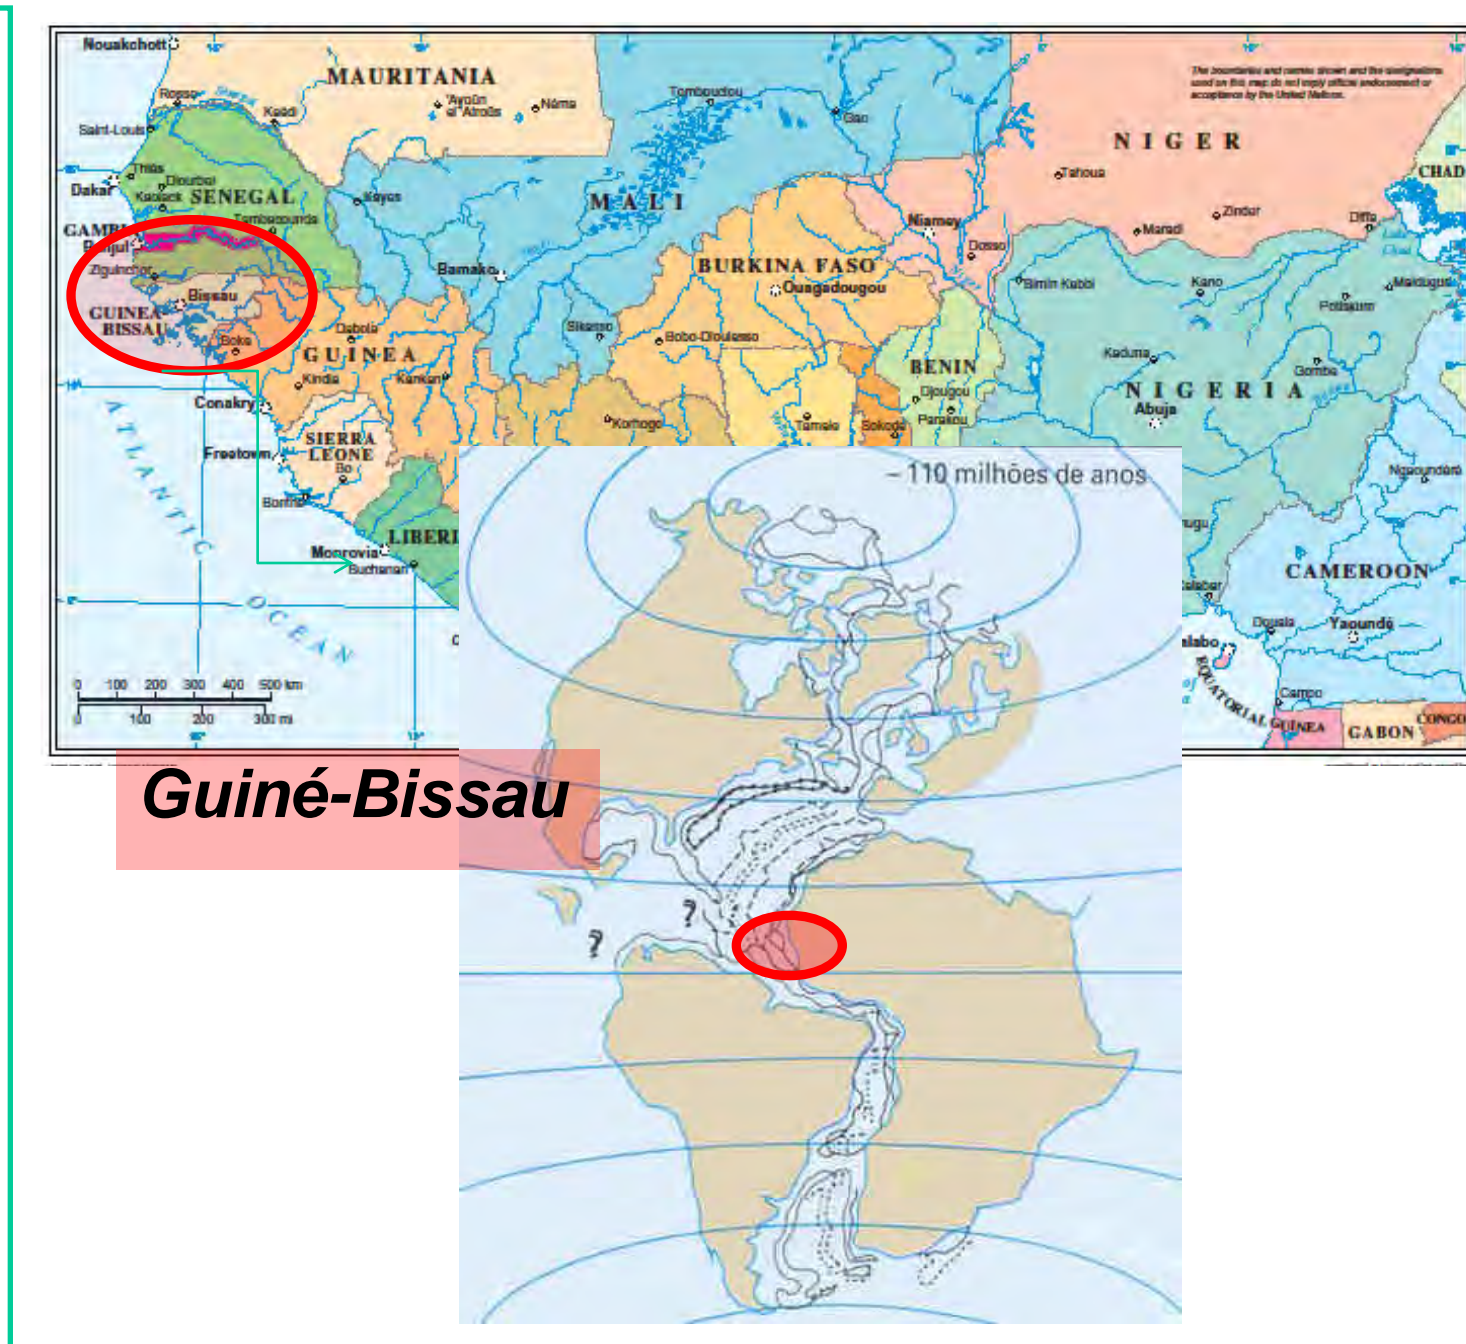 Nouakchott
MAURITANIA
'Ayoûn
el 'Atroûs
Néma
Tombouctou
Gao
The boundaries and names shown and the designations
used on this map do not imply official endorsement or
acceptance by the United Nations.
NIGER
CHAD
Rosso
Kaédi
Saint-Louis
Thiès
Diourbel
Dakar
Kaolack
SENEGAL
Kayes
MALI
Tahoua
Zinder
Maradi
Diffa
Tambacounda
Banjul
Niamey
Dosso
Ziguinchor
Bissau
GUINEA-
BISSAU
Bamako
BURKINA FASO
Ouagadougou
Birnin Kebbi
Kano
Potiskum
Sikasso
Bobo-Dioulasso
Boké
Dabola
GUINEA
Kindia
Kankan
Conakry
BENIN
Djougou
Parakou
Kaduna
Gombe
NIGERIA
Abuja
Korhogo
Tamale
Sokodé
Freetown
SIERRA
LEONE
Bo
Bonthe
ATLANTIC
OCEAN
LIBERI
Monrovia
Buchanan
Ngaoundéré
CAMEROON
Douala
Yaoundé
Campo
EQUATORIAL GUINEA
GABON
CONGO
0 100 200 300 400 500 km
0 100 200 300 mi
– 110 milhões de anos
Guiné-Bissau
?
?